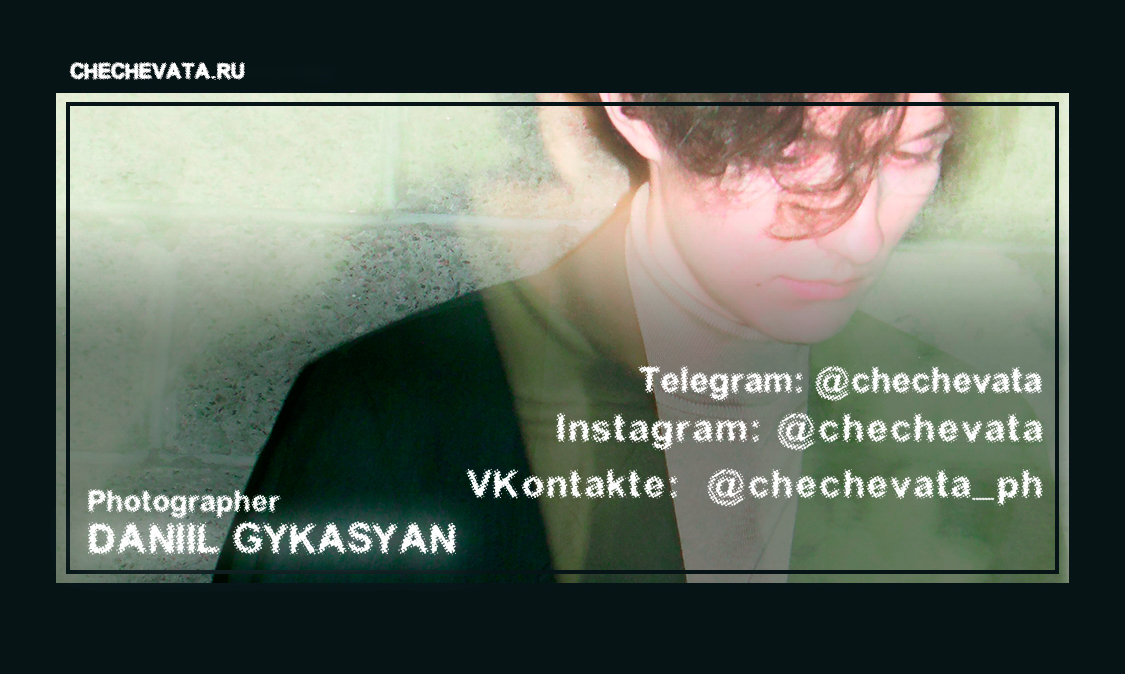 CHECHEVATA.RU
Telegram: @chechevata
Instagram: @chechevata
VKontakte: @chechevata_ph
Photographer
DANIIL GYKASYAN